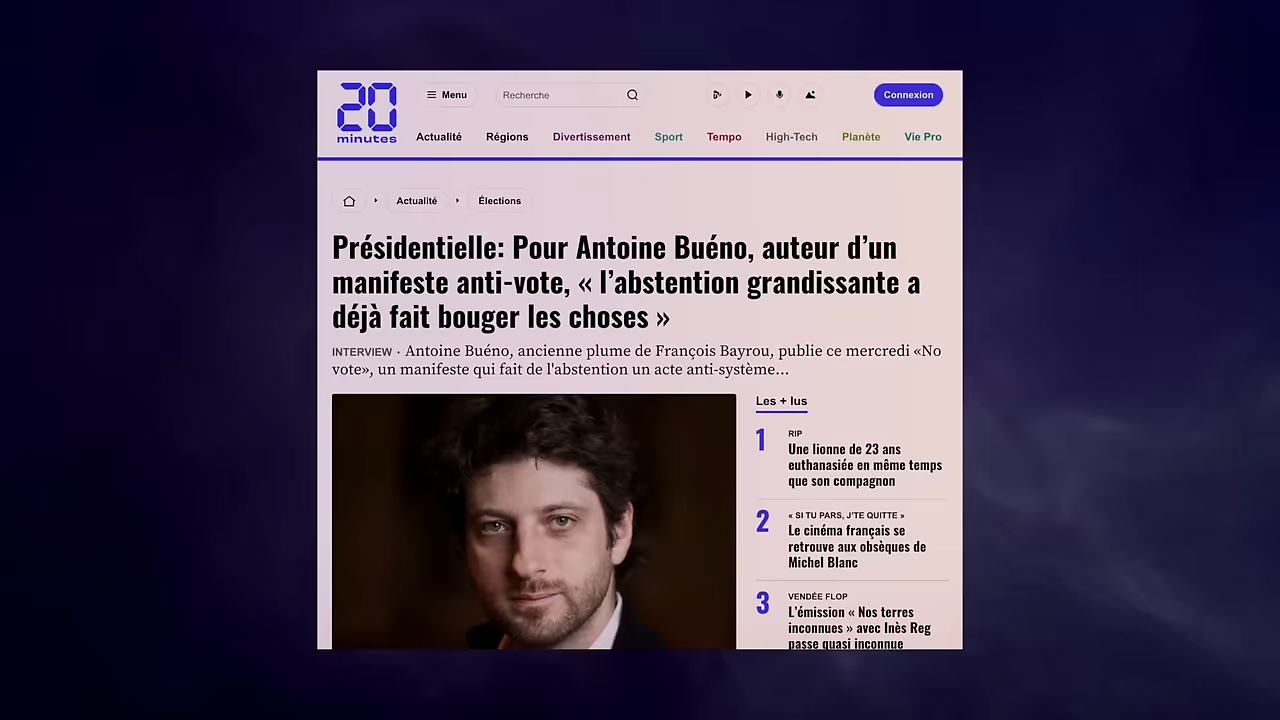 20
minutes
Menu
Recherche
Connexion
Actualité Régions Divertissement Sport Tempo High-Tech Planète Vie Pro
Actualité Élections
Présidentielle: Pour Antoine Buéno, auteur d’un
manifeste anti-vote, « l’abstention grandissante a
déjà fait bouger les choses »
INTERVIEW · Antoine Buéno, ancienne plume de François Bayrou, publie ce mercredi «No
vote», un manifeste qui fait de l'abstention un acte anti-système...
Les + lus
1
RIP
Une lionne de 23 ans
euthanasiée en même temps
que son compagnon
2
« SI TU PARS, J'TE QUITTE »
Le cinéma français se
retrouve aux obsèques de
Michel Blanc
3
VENDÉE FLOP
L’émission « Nos terres
inconnues » avec Inès Reg
passe quasi inconnue